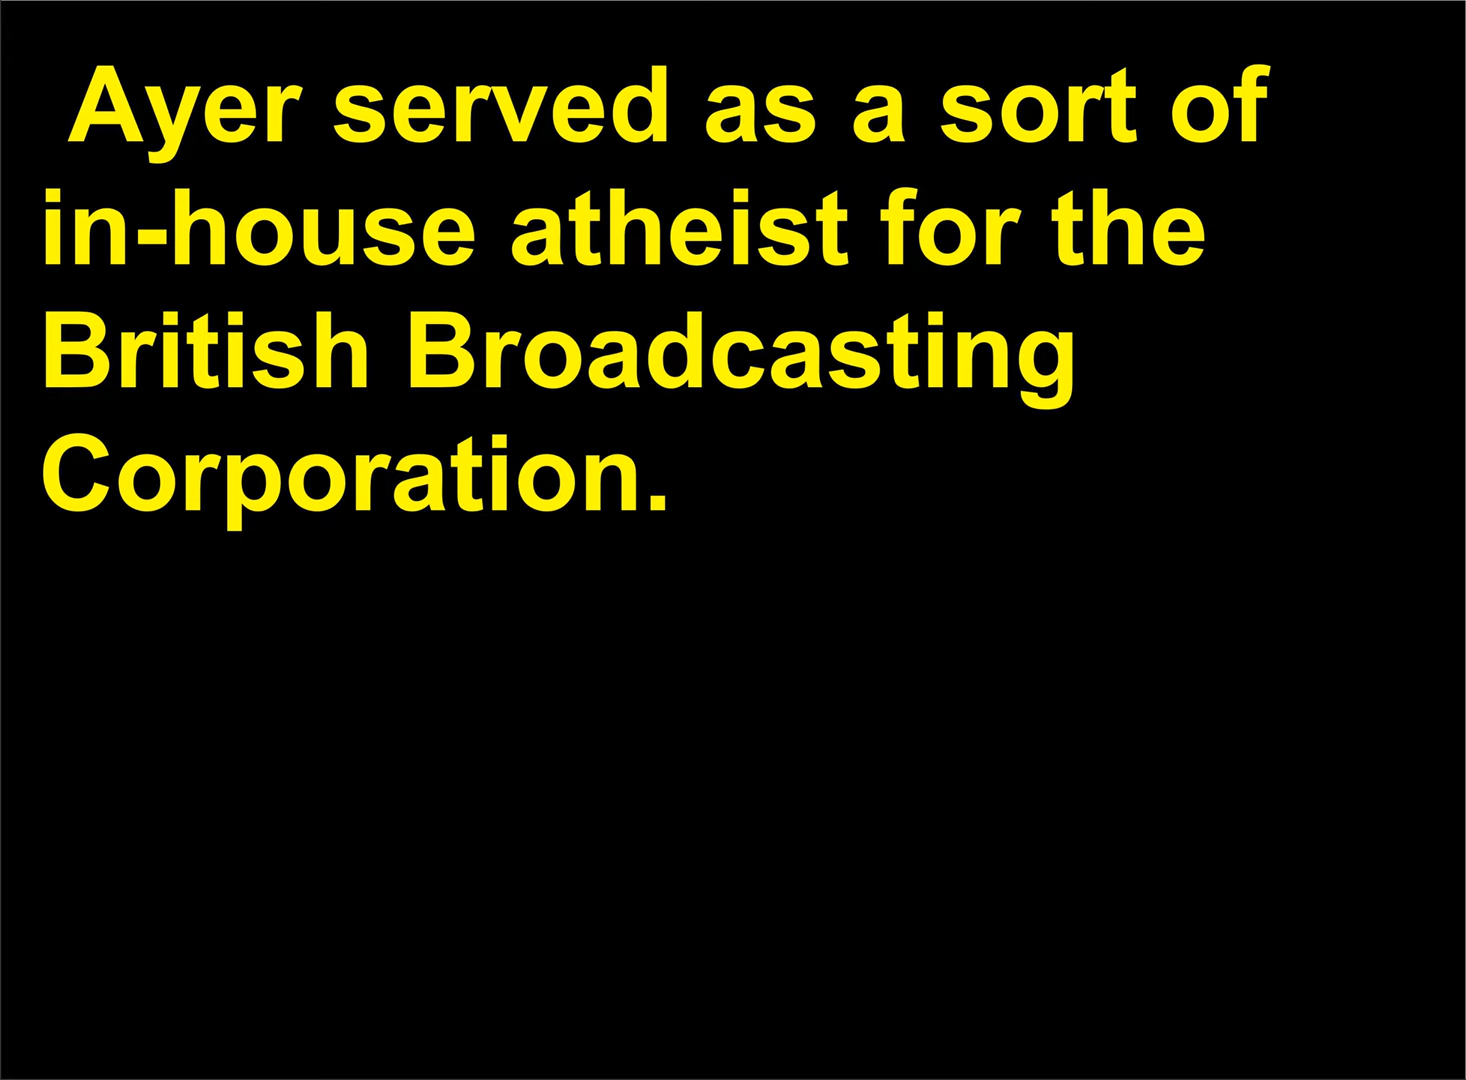 Ayer served as a sort of
in-house atheist for the
British Broadcasting
Corporation.